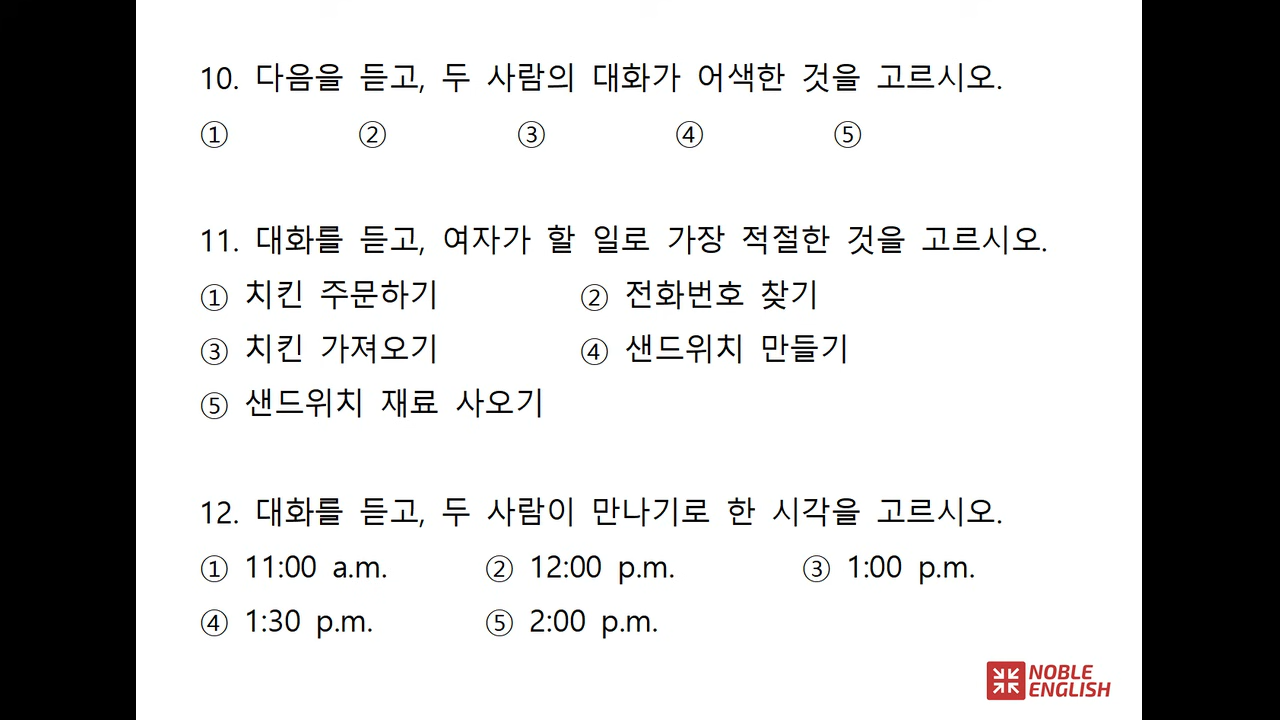 10. 다음을 듣고, 두 사람의 대화가 어색한 것을 고르시오.
① ② ③ ④ ⑤
11. 대화를 듣고, 여자가 할 일로 가장 적절한 것을 고르시오.
① 치킨 주문하기 ② 전화번호 찾기
③ 치킨 가져오기 ④ 샌드위치 만들기
⑤ 샌드위치 재료 사오기
12. 대화를 듣고, 두 사람이 만나기로 한 시각을 고르시오.
① 11:00 a.m. ② 12:00 p.m. ③ 1:00 p.m.
④ 1:30 p.m. ⑤ 2:00 p.m.
NOBLE
ENGLISH